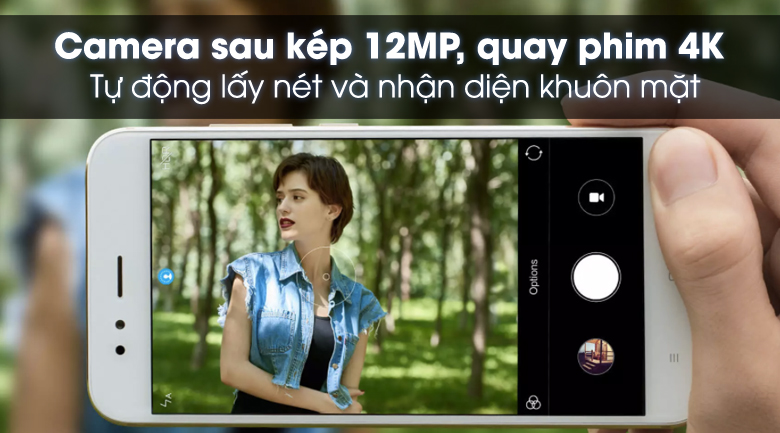 Camera sau kép 12MP, quay phim 4K
Tự động lấy nét và nhận diện khuôn mặt
Options